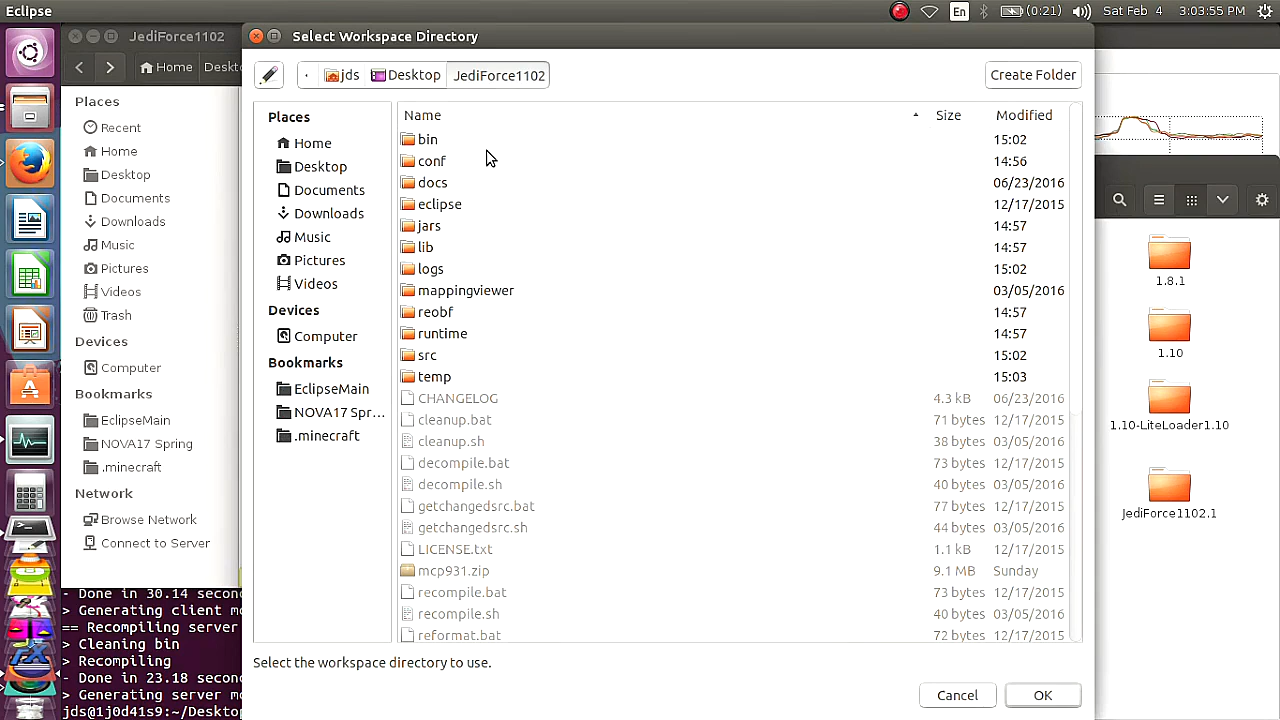 Eclipse
En
(0:21)
Sat Feb 4
3:03:55 PM
JediForce1102
Home
Places
Recent
Home
Desktop
Documents
Downloads
Music
Pictures
Videos
Trash
Devices
Computer
Bookmarks
EclipseMain
NOVA17 Spring
.minecraft
Network
Browse Network
Connect to Server
- Done in 30.14
> Generating client
== Recompiling server
> Cleaning bin
> Recompiling
- Done in 23.18
> Generating server
jds@1j0d41s9:~/Deskto
Select Workspace Directory
jds
Desktop
JediForce1102
Create Folder
Places
Home
Desktop
Documents
Downloads
Music
Pictures
Videos
Devices
Computer
Bookmarks
EclipseMain
NOVA17 Spr...
.minecraft
Name Size Modified
bin 15:02
conf 14:56
docs 06/23/2016
eclipse 12/17/2015
jars 14:57
lib 14:57
logs 15:02
mappingviewer 03/05/2016
reobf 14:57
runtime 14:57
src 15:02
temp 15:03
CHANGELOG 4.3 kB 06/23/2016
cleanup.bat 71 bytes 12/17/2015
cleanup.sh 38 bytes 03/05/2016
decompile.bat 73 bytes 12/17/2015
decompile.sh 40 bytes 03/05/2016
getchangedsrc.bat 77 bytes 12/17/2015
getchangedsrc.sh 44 bytes 03/05/2016
LICENSE.txt 1.1 kB 12/17/2015
mcp931.zip 9.1 MB Sunday
recompile.bat 73 bytes 12/17/2015
recompile.sh 40 bytes 03/05/2016
reformat.bat 72 bytes 12/17/2015
Select the workspace directory to use.
Cancel
OK
1.8.1
1.10
1.10-LiteLoader1.10
JediForce1102.1